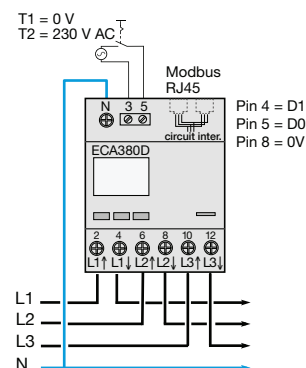 T1 = 0 V
T2 = 230 V AC
Modbus
RJ45
N 3 5
Pin 4 = D1
Pin 5 = D0
Pin 8 = 0V
circuit inter.
ECA380D
2 4 6 8 10 12
L1↑ L1↓ L2↑ L2↓ L3↑ L3↓
L1
L2
L3
N